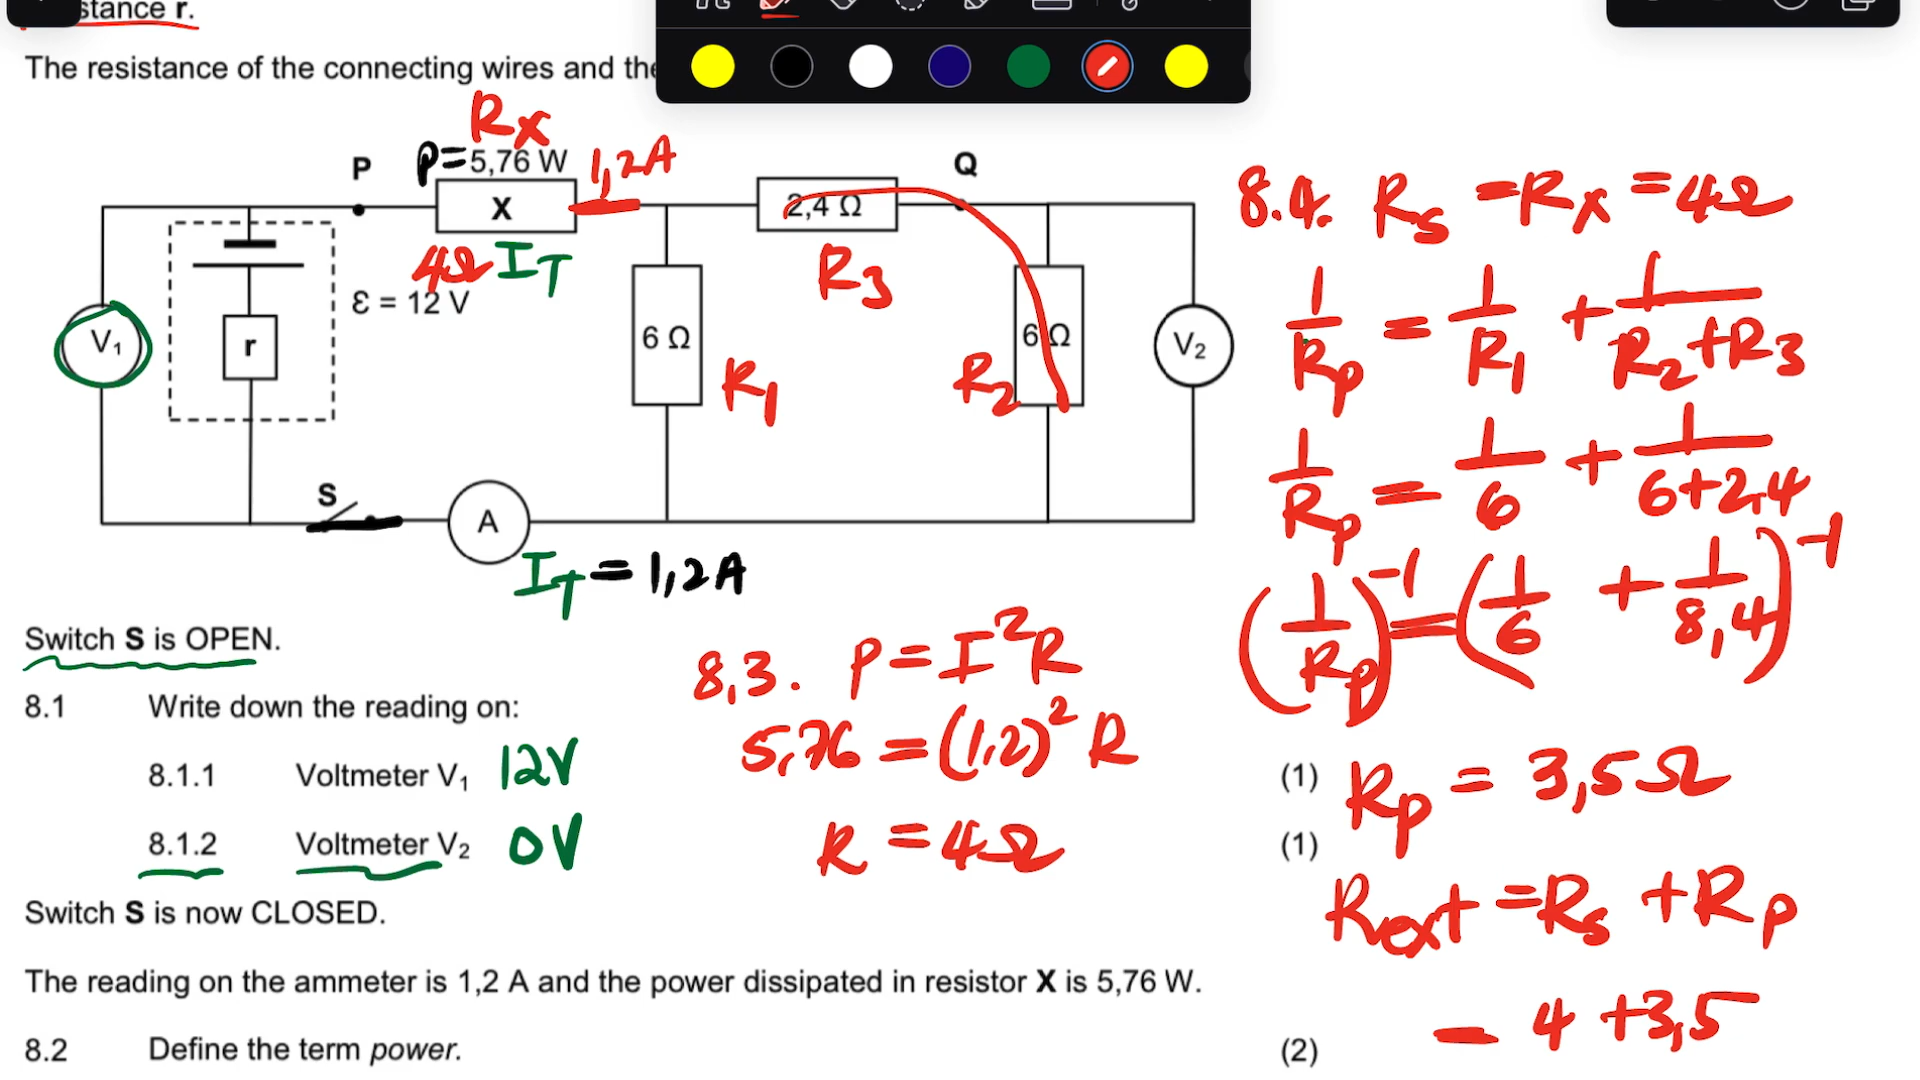 stance r.
The resistance of the connecting wires and the
Rx
P=5,76 W
1,2A
P
Q
X
2,4 Ω
4Ω IT
R3
ε = 12 V
V1
r
6 Ω
R1
R2
6 Ω
V2
S
A
IT = 1,2A
Switch S is OPEN.
8.1 Write down the reading on:
8.1.1 Voltmeter V1 12V (1)
8.1.2 Voltmeter V2 0V (1)
Switch S is now CLOSED.
The reading on the ammeter is 1,2 A and the power dissipated in resistor X is 5,76 W.
8.2 Define the term power. (2)
8,3. P = I²R
5,76 = (1,2)² R
R = 4Ω
8.4. Rs = Rx = 4Ω
1/Rp = 1/R1 + 1/R2+R3
1/Rp = 1/6 + 1/6+2,4
(1/Rp)⁻¹ = (1/6 + 1/8,4)⁻¹
Rp = 3,5Ω
Rext = Rs + Rp
= 4 + 3,5